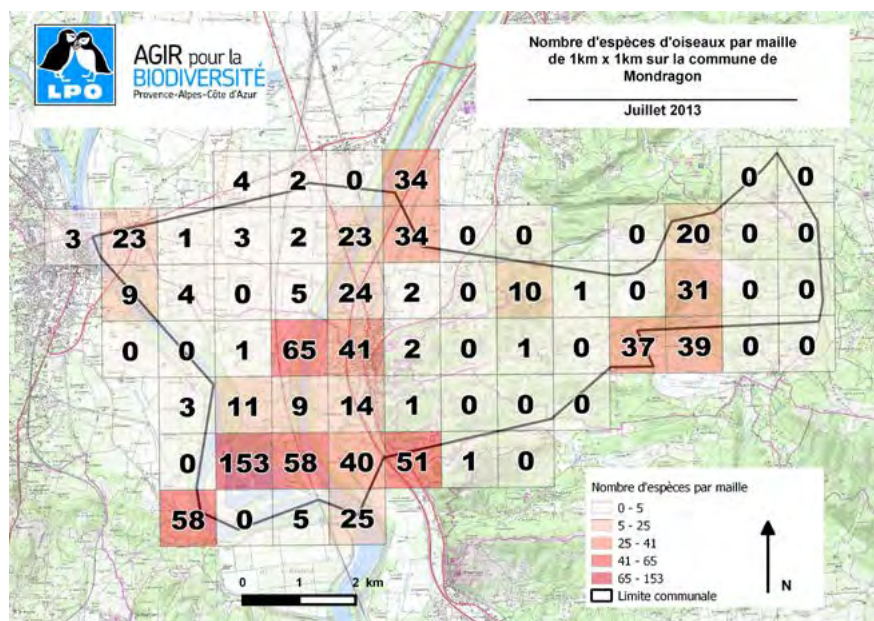 LPO
AGIR pour la
BIODIVERSITÉ
Provence-Alpes-Côte d'Azur
Nombre d'espèces d'oiseaux par maille
de 1km x 1km sur la commune de
Mondragon
Juillet 2013
4 2 0 34 0 0
3 23 1 3 2 23 34 0 0 0 20 0 0
9 4 0 5 24 2 0 10 1 0 31 0 0
0 0 1 65 41 2 0 1 0 37 39 0 0
3 11 9 14 1 0 0 0
0 153 58 40 51 1 0
58 0 5 25
Nombre d'espèces par maille
0 - 5
5 - 25
25 - 41
41 - 65
65 - 153
Limite communale
0 1 2 km
N